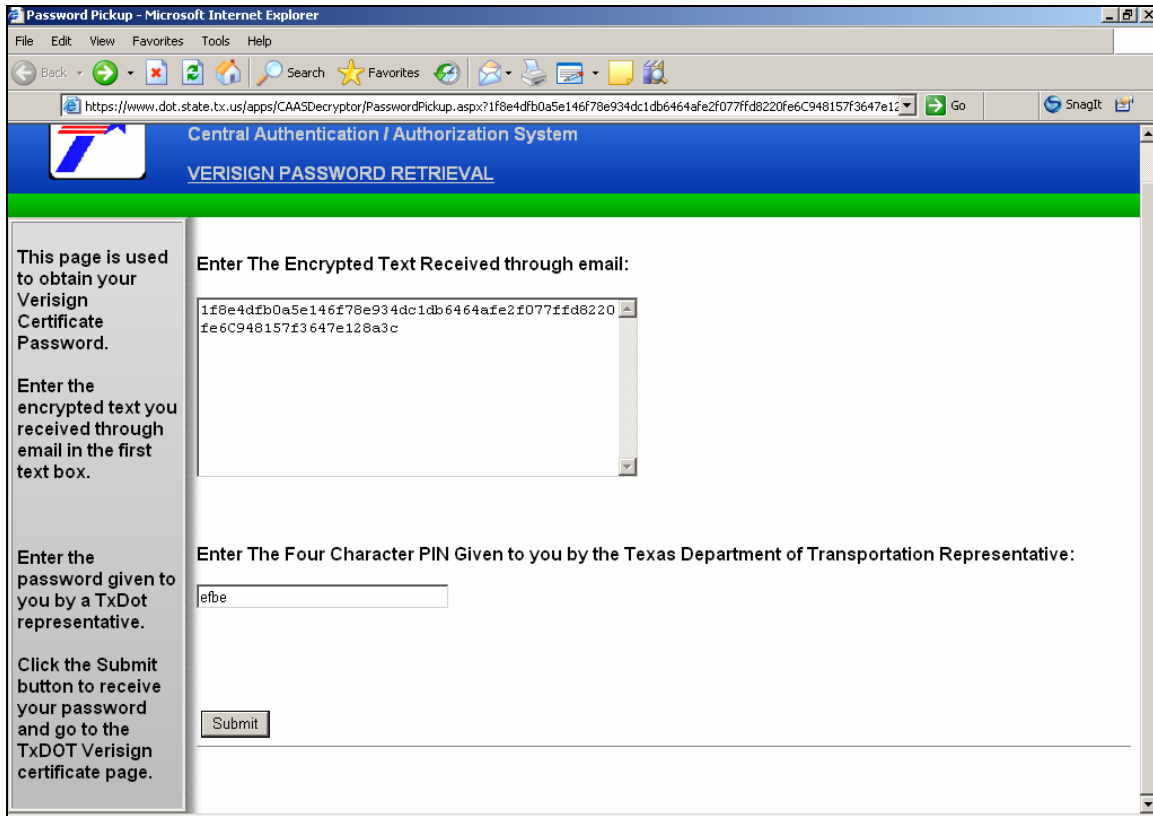 Password Pickup - Microsoft Internet Explorer
File Edit View Favorites Tools Help
Back Search Favorites
https://www.dot.state.tx.us/apps/CAASDecryptor/PasswordPickup.aspx?1f8e4dfb0a5e146f78e934dc1db6464afe2f077ffd8220fe6C948157f3647e12 Go SnagIt
Central Authentication / Authorization System
VERISIGN PASSWORD RETRIEVAL
This page is used
to obtain your
Verisign
Certificate
Password.
Enter the
encrypted text you
received through
email in the first
text box.
Enter the
password given to
you by a TxDot
representative.
Click the Submit
button to receive
your password
and go to the
TxDOT Verisign
certificate page.
Enter The Encrypted Text Received through email:
1f8e4dfb0a5e146f78e934dc1db6464afe2f077ffd8220
fe6C948157f3647e128a3c
Enter The Four Character PIN Given to you by the Texas Department of Transportation Representative:
efbe
Submit